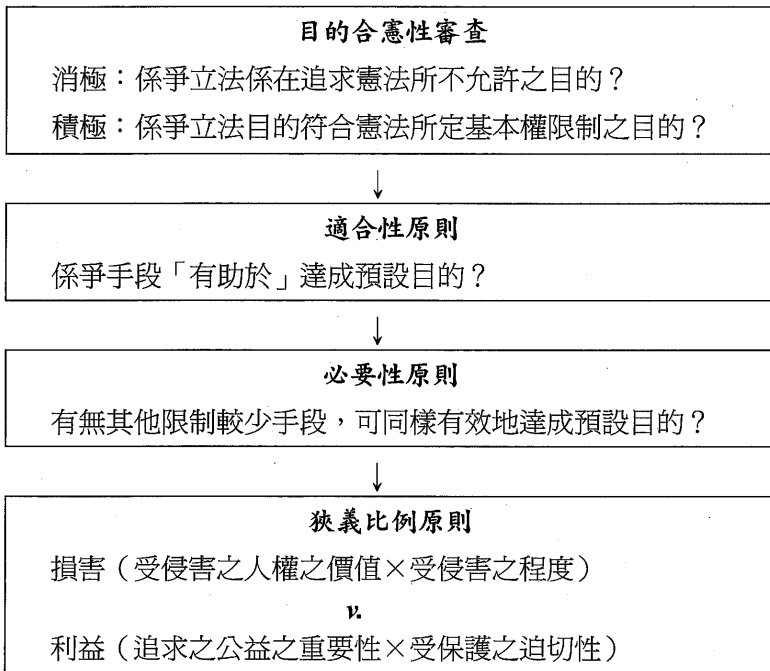 目的合憲性審查
消極：係爭立法係在追求憲法所不允許之目的？
積極：係爭立法目的符合憲法所定基本權限制之目的？
↓
適合性原則
係爭手段「有助於」達成預設目的？
↓
必要性原則
有無其他限制較少手段，可同樣有效地達成預設目的？
↓
狹義比例原則
損害（受侵害之人權之價值×受侵害之程度）
v.
利益（追求之公益之重要性×受保護之迫切性）